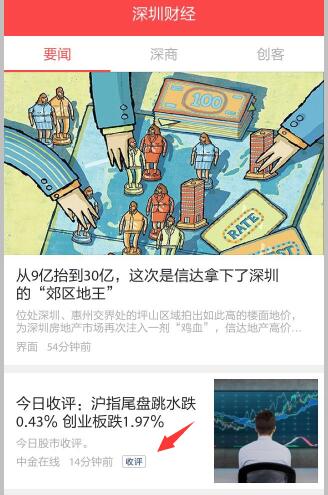 深圳财经
要闻 深商 创客
100
RATE
从9亿抬到30亿，这次是信达拿下了深圳
的“郊区地王”
位处深圳、惠州交界处的坪山区域拍出如此高的楼面地价，
为深圳房地产市场再次注入一剂“鸡血”，信达地产高价...
界面 54分钟前
今日收评：沪指尾盘跳水跌
0.43% 创业板跌1.97%
今日股市收评。
中金在线 14分钟前 收评